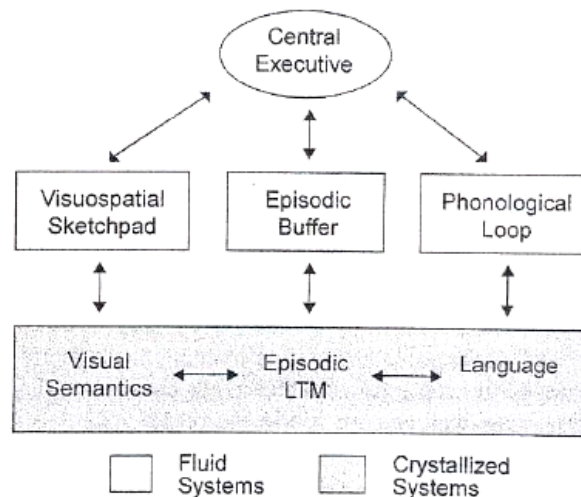 Central
Executive
Visuospatial
Sketchpad
Episodic
Buffer
Phonological
Loop
Visual
Semantics
Episodic
LTM
Language
Fluid
Systems
Crystallized
Systems